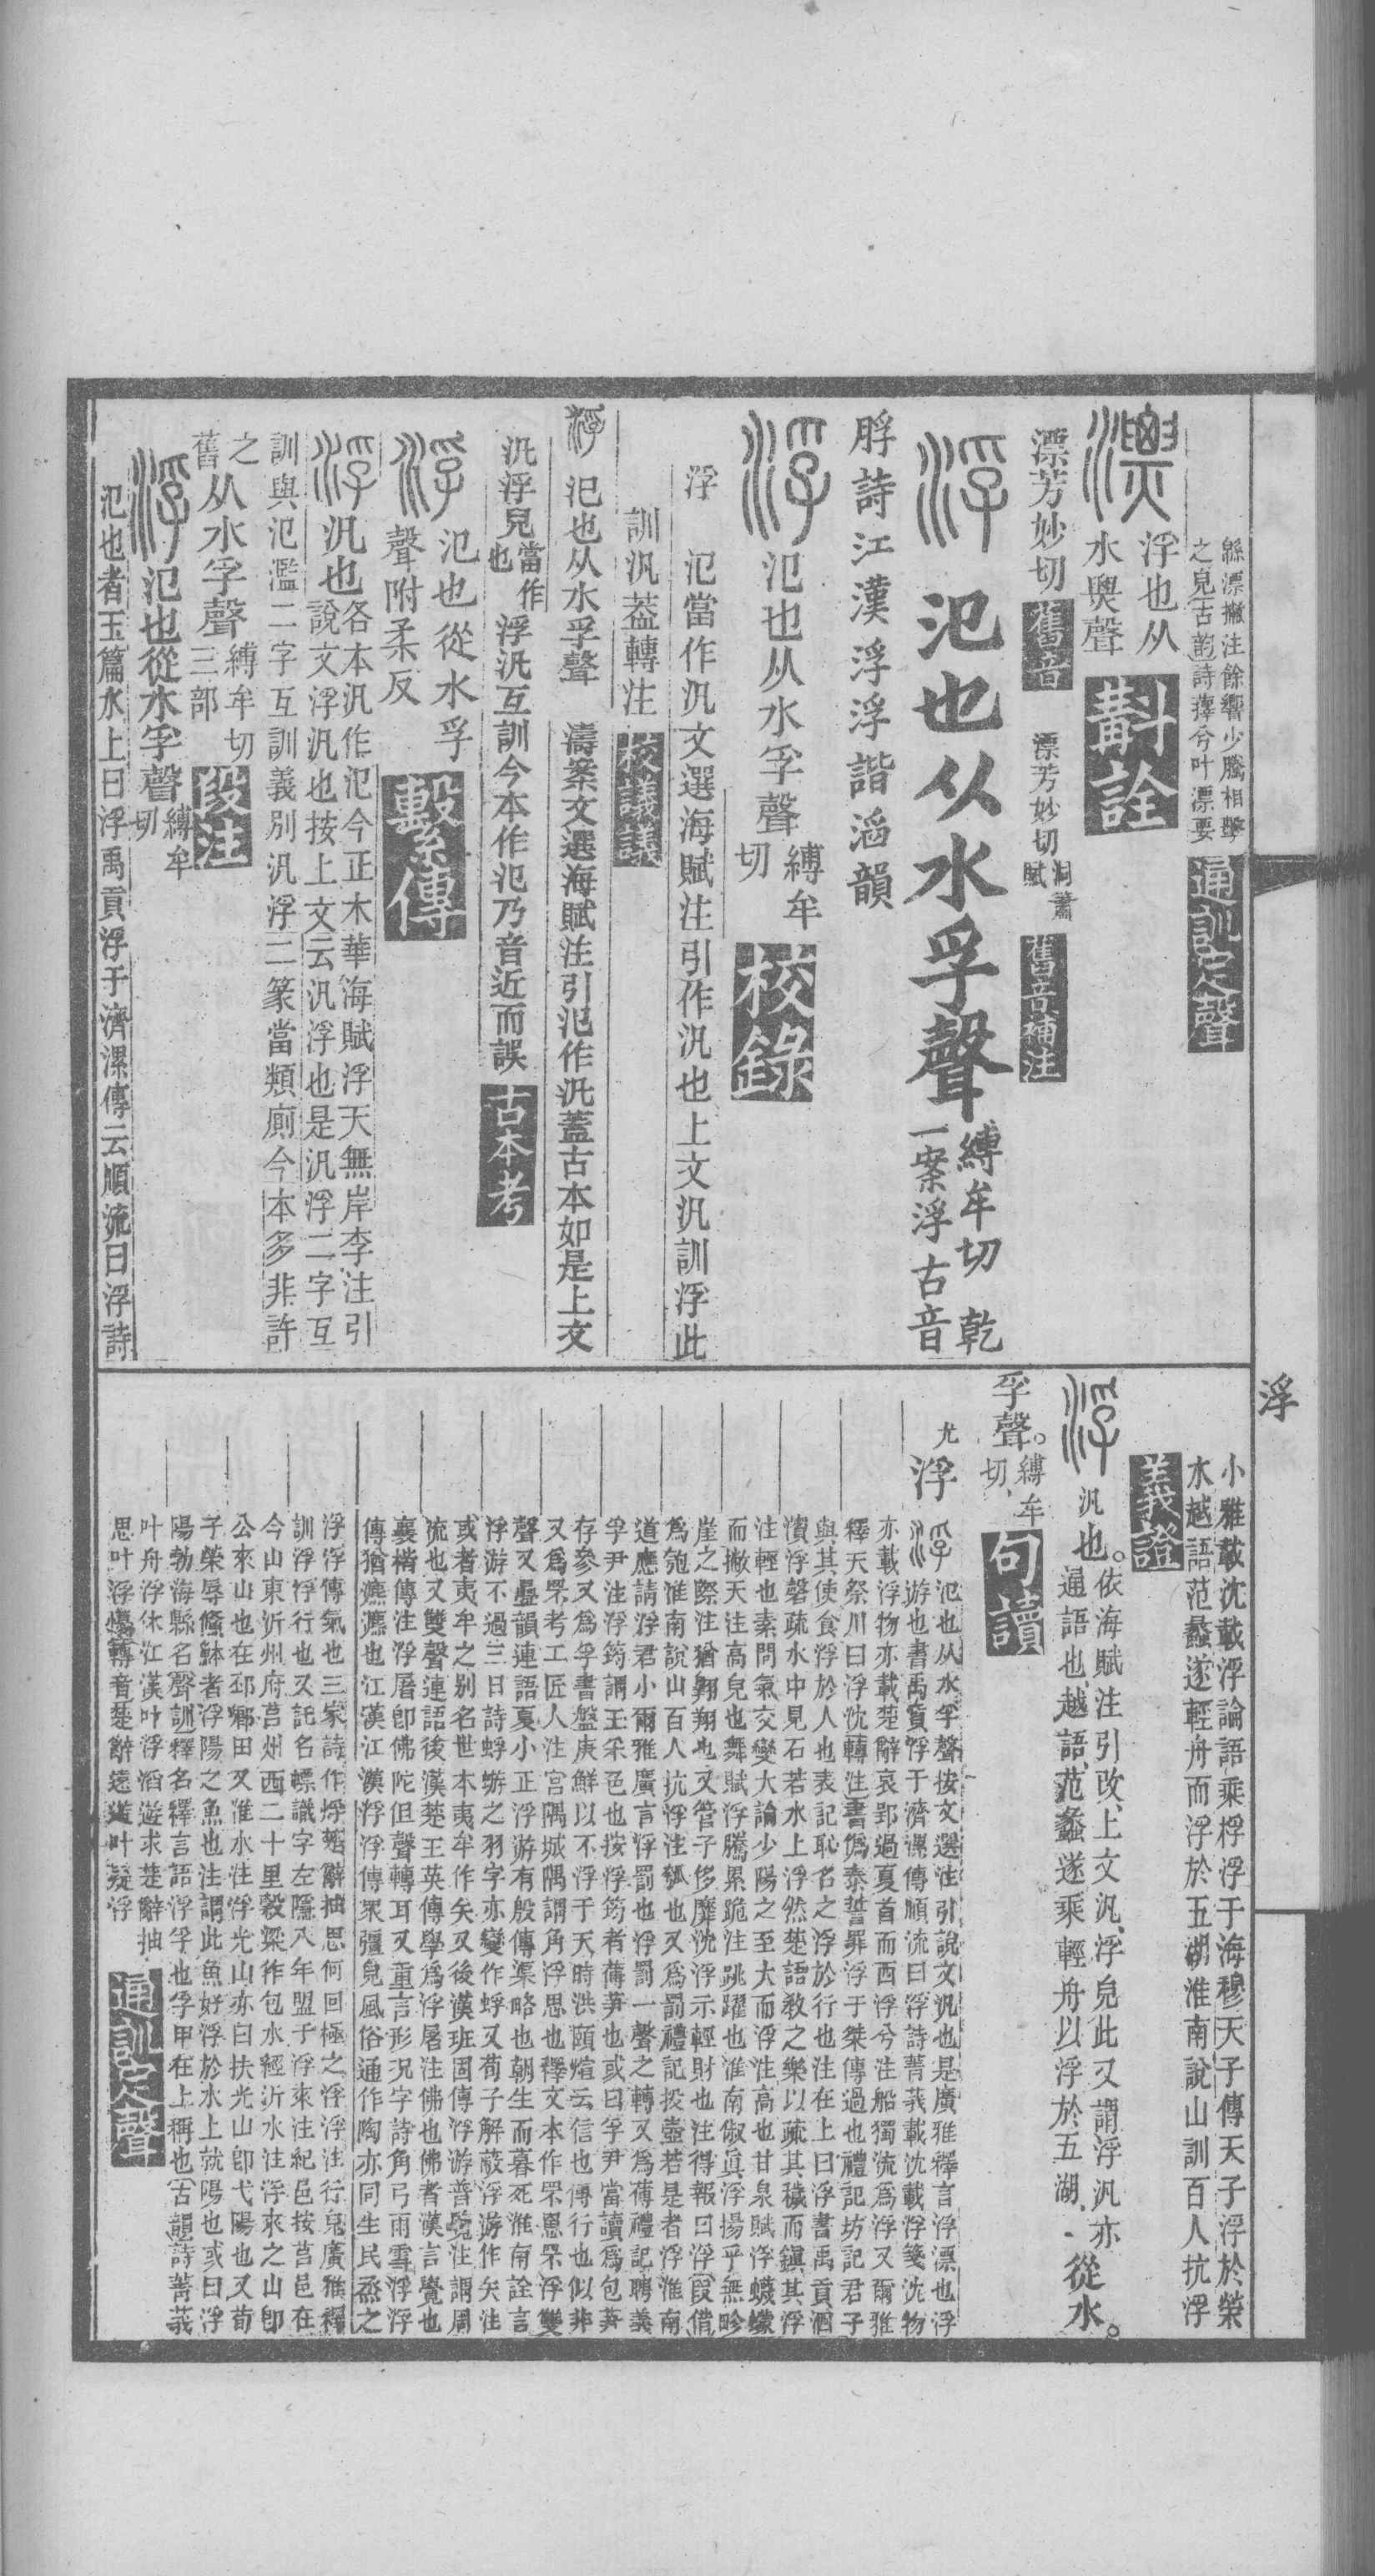 緜漂撇注餘響少騰相擊
之皃古韵詩蘀兮叶漂要
通訓定聲
浮也从
水㶾聲
斠詮
漂芳妙切
舊音
漂芳妙切洞簫賦
舊音補注
浮
氾也从水孚聲
縛牟切 乾
一案浮古音
脬詩江漢浮浮諧滔韻
浮氾也从水孚聲縛牟切
校錄
浮 氾當作汎文選海賦注引作汎也上文汎訓浮此
訓汎葢轉注
校議議
浮 氾也从水孚聲 濤案文選海賦注引氾作汎蓋古本如是上文
汎浮皃當作也浮汎互訓今本作氾乃音近而誤
古本考
浮氾也從水孚
聲附柔反
繫傳
浮汎也各本汎作氾今正木華海賦浮天無岸李注引
說文浮汎也按上文云汎浮也是汎浮二字互
訓與氾濫二字互訓義別汎浮二篆當類廁今本多非許
之舊从水孚聲縛牟切三部
段注
浮氾也從水孚聲縛牟切
氾也者玉篇水上曰浮禹貢浮于濟漯傳云順流曰浮詩
浮
小雅載沈載浮論語乘桴浮于海穆天子傳天子浮於滎
水越語范蠡遂輕舟而浮於五湖淮南說山訓百人抗浮
義證
浮汎也。依海賦注引改、上文汎、浮皃此又謂浮汎亦
通語也、越語、范蠡遂乘輕舟以浮於五湖、從水。
孚聲。縛牟切、
句讀
尤
浮 氾也从水孚聲按文選注引說文汎也是廣雅釋言浮漂也浮
游也書禹貢浮于濟漯傳順流曰浮詩菁莪載沈載浮箋沈物
亦載浮物亦載楚辭哀郢過夏首而西浮兮注船獨流爲浮又爾雅
釋天祭川曰浮沈轉注書僞泰誓罪浮于桀傳過也禮記坊記君子
與其使食浮於人也表記恥名之浮於行也注在上曰浮書禹貢泗
濱浮磬疏水中見石若水上浮然楚語教之樂以疏其穢而鎭其浮
注輕也素問氣交變大論少陽之至大而浮注高也甘泉賦浮蠛蠓
而撇天注高皃也舞賦浮騰累跪注跳躍也淮南俶眞浮揚乎無畛
崖之際注猶翱翔也又管子侈靡沈浮示輕財也注得報曰浮叚借
爲匏淮南說山百人抗浮注瓠也又爲罰禮記投壺若是者浮淮南
道應請浮君小爾雅廣言浮罰也浮罰一聲之轉又爲莩禮記聘義
孚尹注浮筠謂玉采色也按浮筠者莩荂也或曰孚尹當讀爲包荂
存參又爲孚書盤庚鮮以不浮于天時洪頤煊云信也傳行也似非
又爲罘考工匠人注宮隅城隅謂角浮思也釋文本作罘罳罘浮雙
聲又疊韻連語夏小正浮游有殷傳渠略也朝生而暮死淮南詮言
浮游不過三日詩蜉蝣之羽字亦變作蜉又荀子解蔽浮游作矢注
或者夷牟之別名世本夷牟作矢又後漢班固傳浮游普覽注謂周
流也又雙聲連語後漢楚王英傳學爲浮屠注佛也佛者漢言覺也
襄楷傳注浮屠卽佛陀但聲轉耳又重言形況字詩角弓雨雪浮浮
傳猶瀌瀌也江漢江漢浮浮傳衆彊皃風俗通作陶亦同生民烝之
浮浮傳氣也三家詩作烰楚辭抽思何回極之浮浮注行皃廣雅釋
訓浮浮行也又託名幖識字左隱八年盟于浮來注紀邑按莒邑在
今山東沂州府莒州西二十里穀梁作包水經沂水注浮來之山卽
公來山也在邳鄉田又淮水注浮光山亦曰扶光山卽弋陽也又荀
子榮辱鯈鮴者浮陽之魚也注謂此魚好浮於水上就陽也或曰浮
陽勃海縣名聲訓釋名釋言語浮孚也孚甲在上稱也古韻詩菁莪
叶舟浮休江漢叶浮滔遊求楚辭抽
思叶浮懮轉音楚辭遠遊叶疑浮
通訓定聲